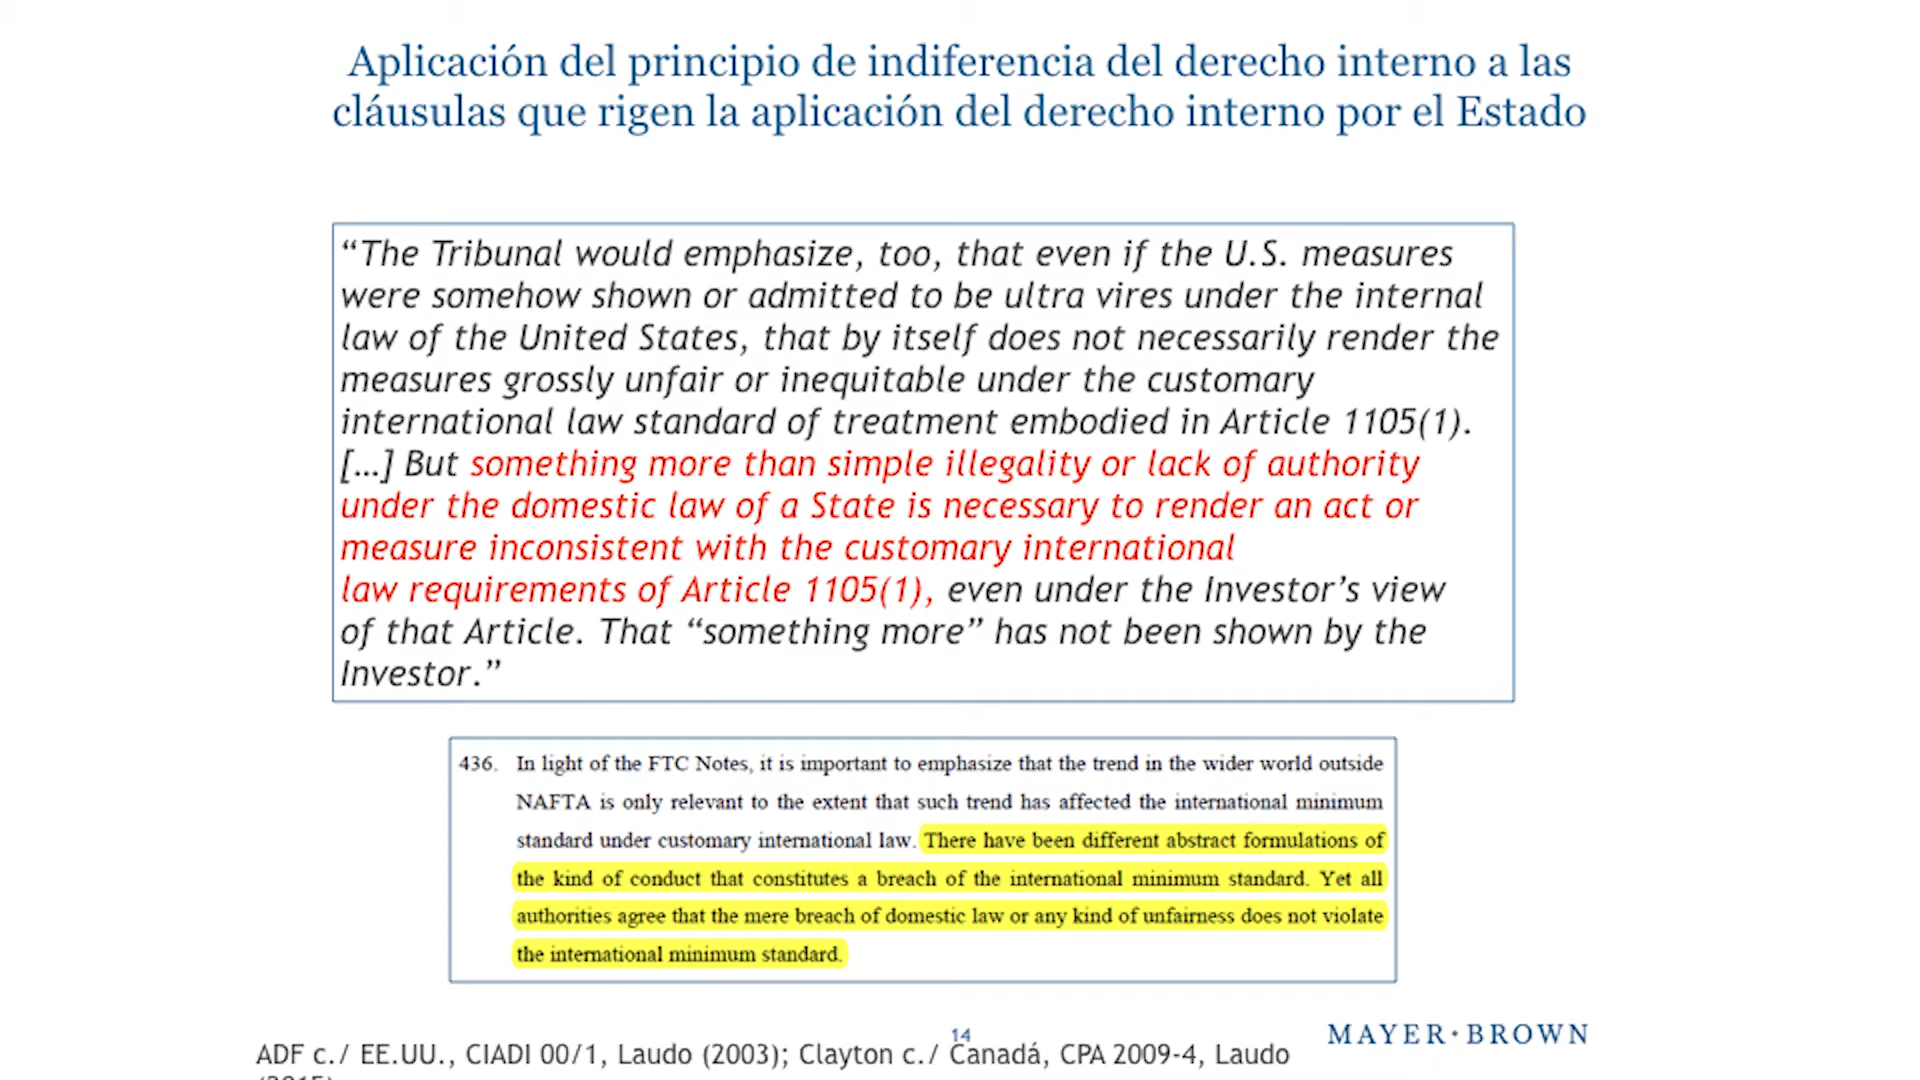 Aplicación del principio de indiferencia del derecho interno a las
cláusulas que rigen la aplicación del derecho interno por el Estado
“The Tribunal would emphasize, too, that even if the U.S. measures
were somehow shown or admitted to be ultra vires under the internal
law of the United States, that by itself does not necessarily render the
measures grossly unfair or inequitable under the customary
international law standard of treatment embodied in Article 1105(1).
[…] But something more than simple illegality or lack of authority
under the domestic law of a State is necessary to render an act or
measure inconsistent with the customary international
law requirements of Article 1105(1), even under the Investor’s view
of that Article. That “something more” has not been shown by the
Investor.”
436. In light of the FTC Notes, it is important to emphasize that the trend in the wider world outside
NAFTA is only relevant to the extent that such trend has affected the international minimum
standard under customary international law. There have been different abstract formulations of
the kind of conduct that constitutes a breach of the international minimum standard. Yet all
authorities agree that the mere breach of domestic law or any kind of unfairness does not violate
the international minimum standard.
14
MAYER·BROWN
ADF c./ EE.UU., CIADI 00/1, Laudo (2003); Clayton c./ Canadá, CPA 2009-4, Laudo